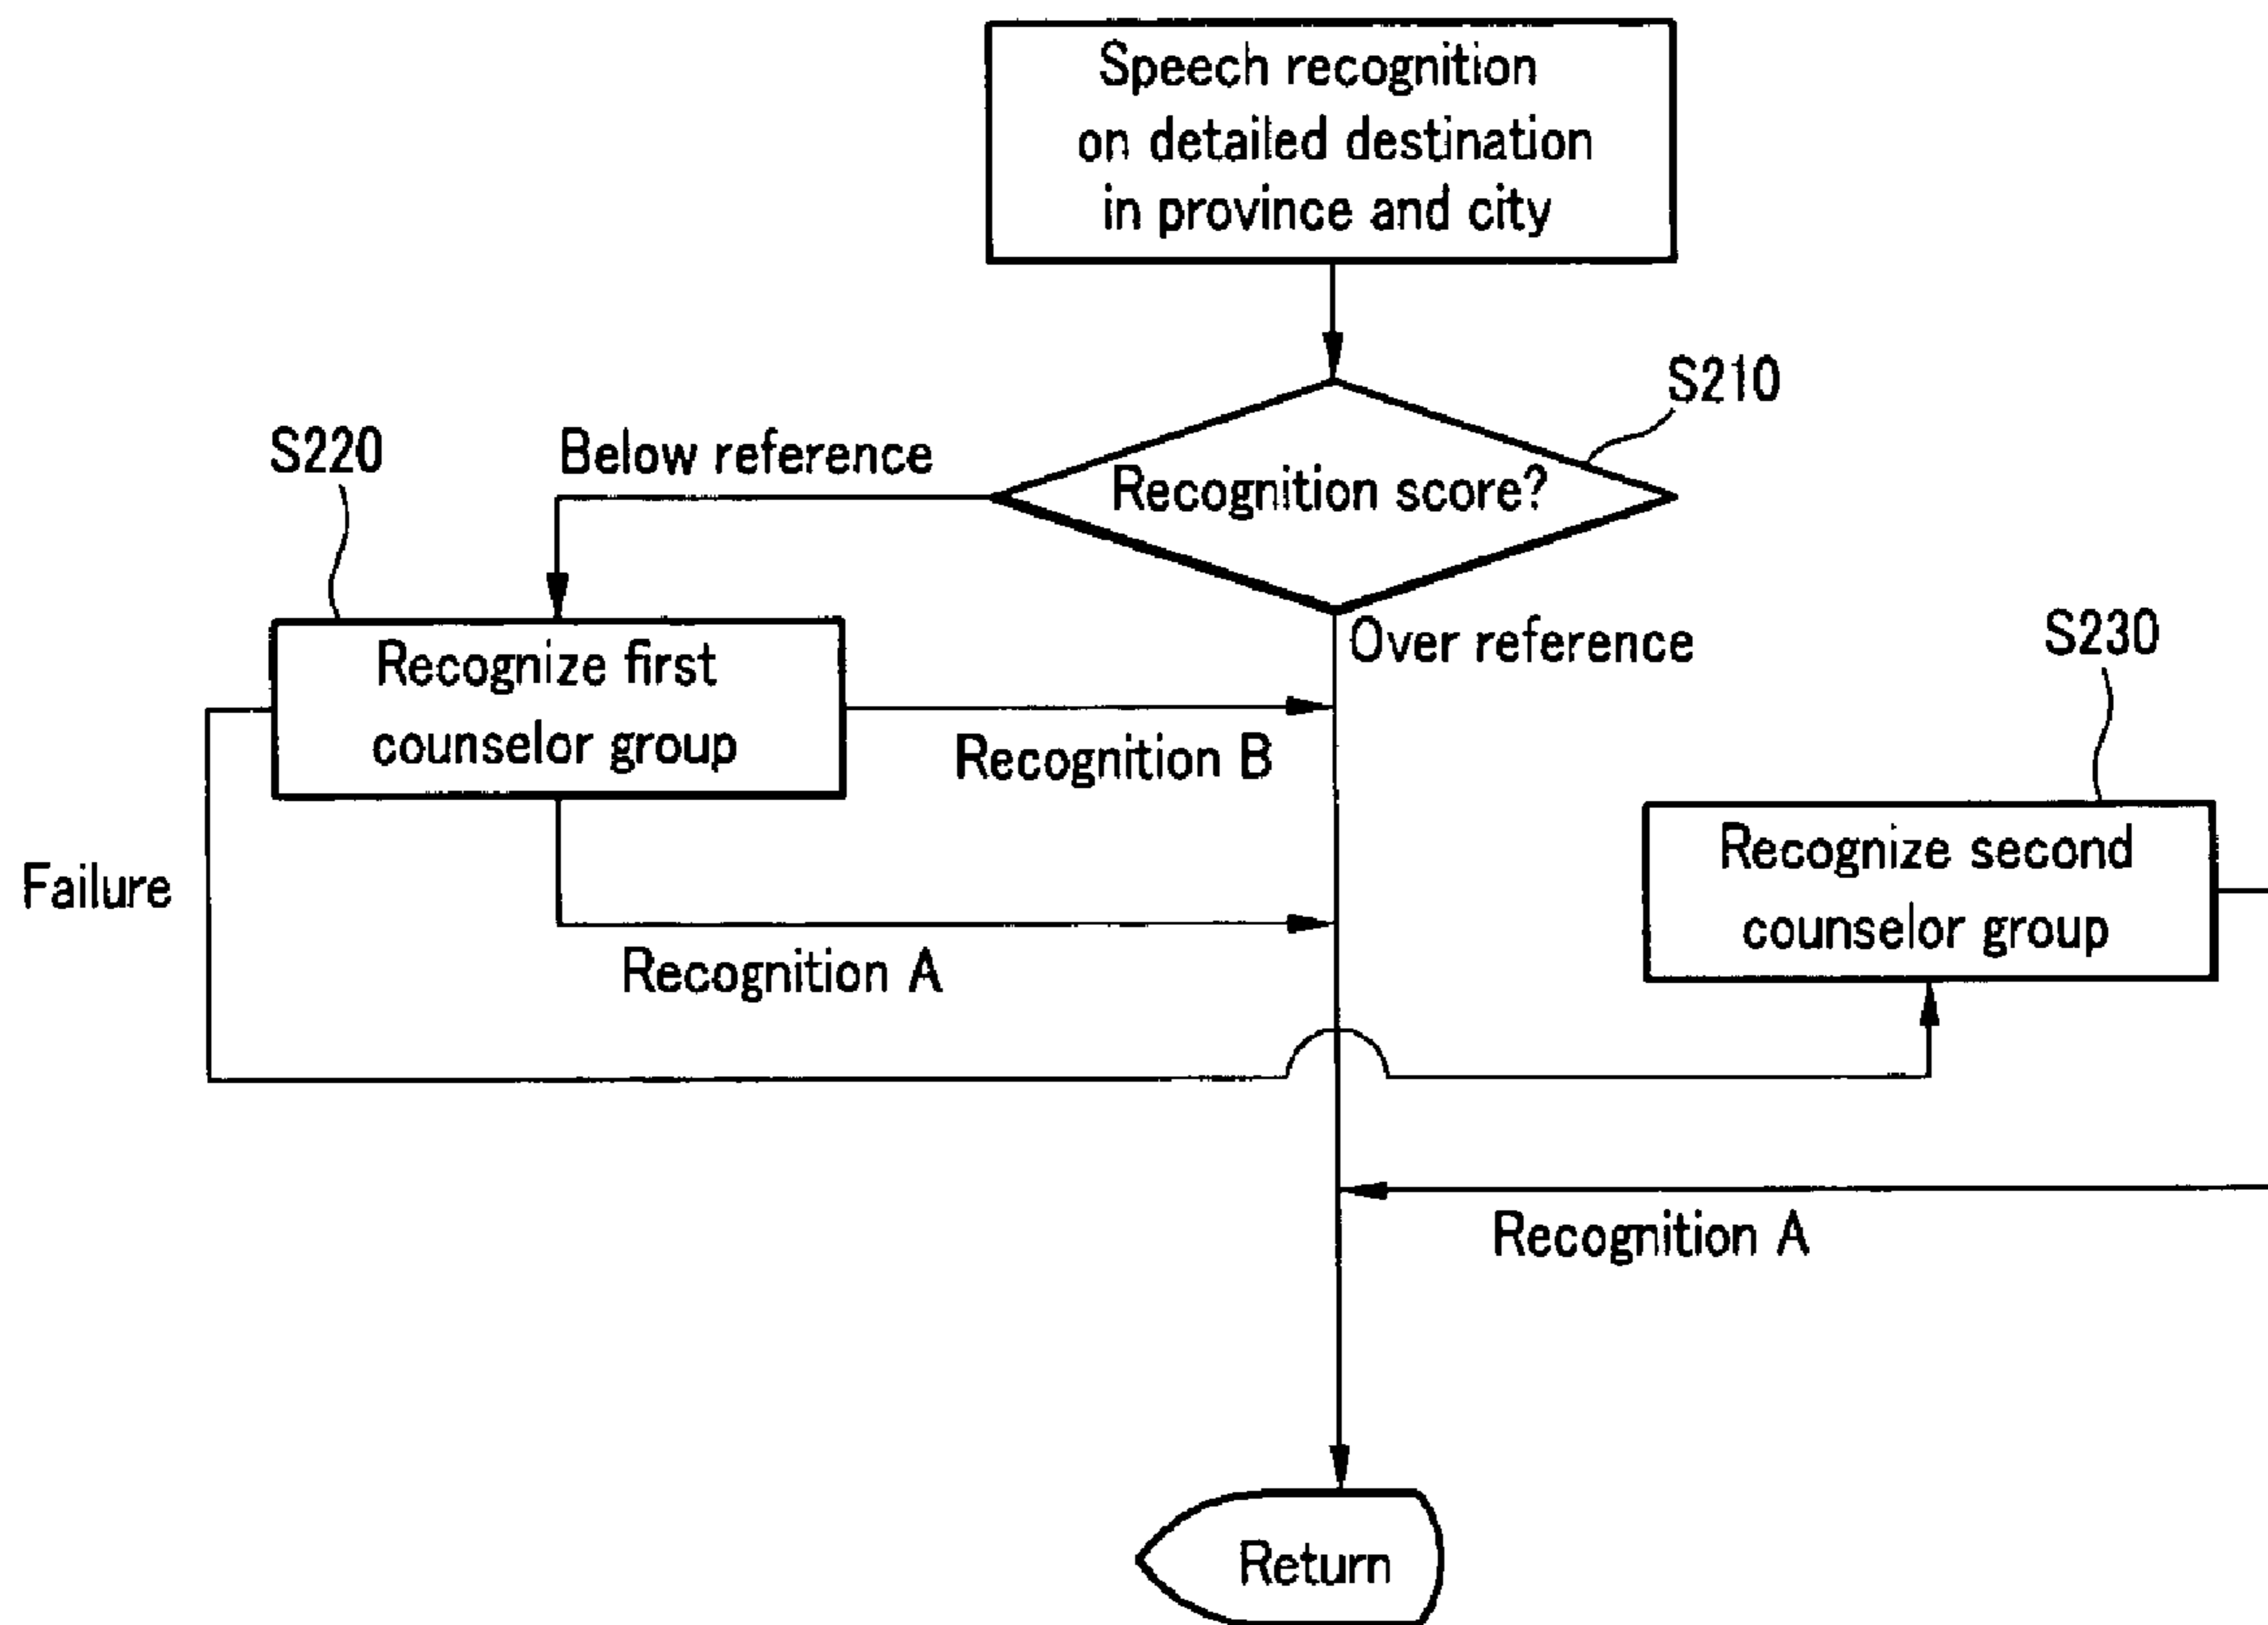 Speech recognition
on detailed destination
in province and city
S210
Recognition score?
Below reference
S220
Over reference
Recognize first
counselor group
S230
Recognition B
Recognize second
counselor group
Failure
Recognition A
Recognition A
Return